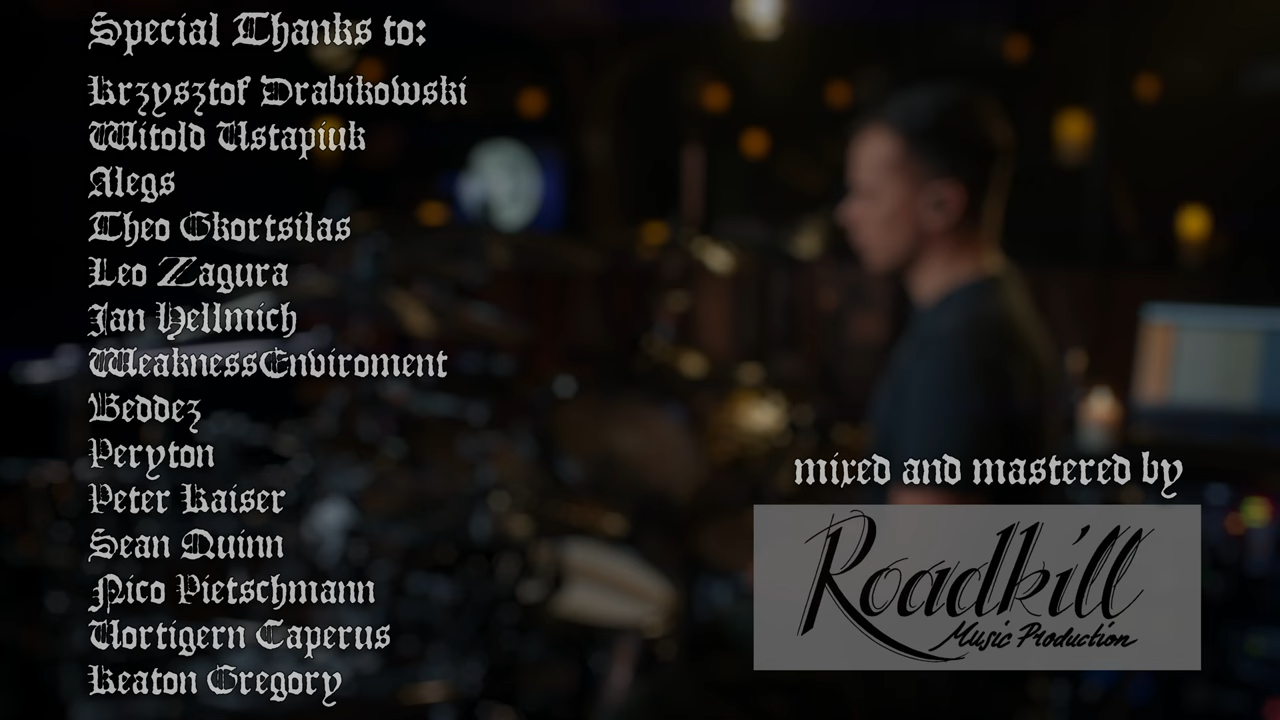 Special Thanks to:
Krzysztof Drabikowski
Witold Ustapiuk
Alegs
Theo Gkortsilas
Leo Zagura
Jan Hellmich
WeaknessEnviroment
Beddez
Peryton
Peter Kaiser
Sean Quinn
Nico Pietschmann
Vortigern Caperus
Keaton Gregory
mixed and mastered by
Roadkill
Music Production